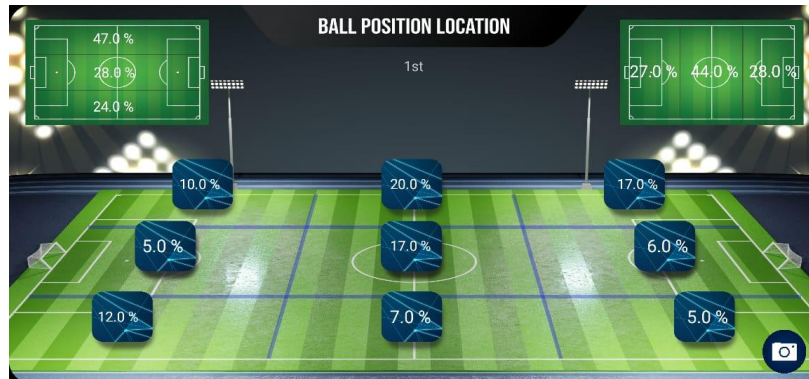 BALL POSITION LOCATION
1st
47.0 %
28.0 %
24.0 %
27.0 % 44.0 % 28.0 %
10.0 % 20.0 % 17.0 %
5.0 % 17.0 % 6.0 %
12.0 % 7.0 % 5.0 %